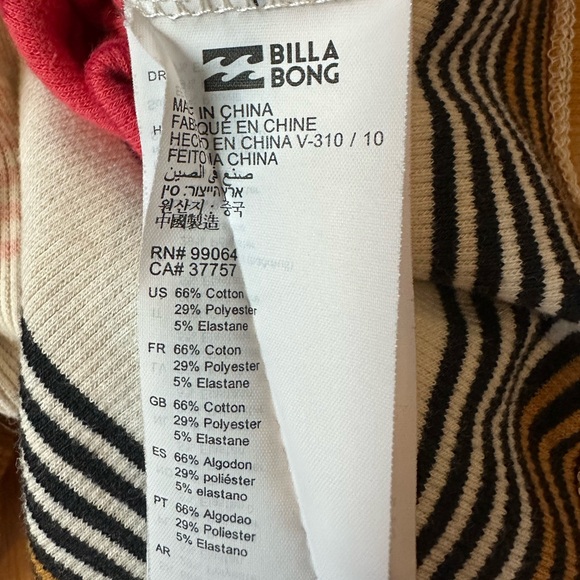 BILLA
BONG
DR
MADE IN CHINA
FABRIQUÉ EN CHINE
HECHO EN CHINA V-310 / 10
FEITO NA CHINA
صنع في الصين
ארץ הייצור: סין
원산지: 중국
中國製造
RN# 99064
CA# 37757
US 66% Cotton
29% Polyester
5% Elastane
FR 66% Coton
29% Polyester
5% Elastane
GB 66% Cotton
29% Polyester
5% Elastane
ES 66% Algodon
29% poliéster
5% elastano
PT 66% Algodao
29% Poliester
5% Elastano
AR